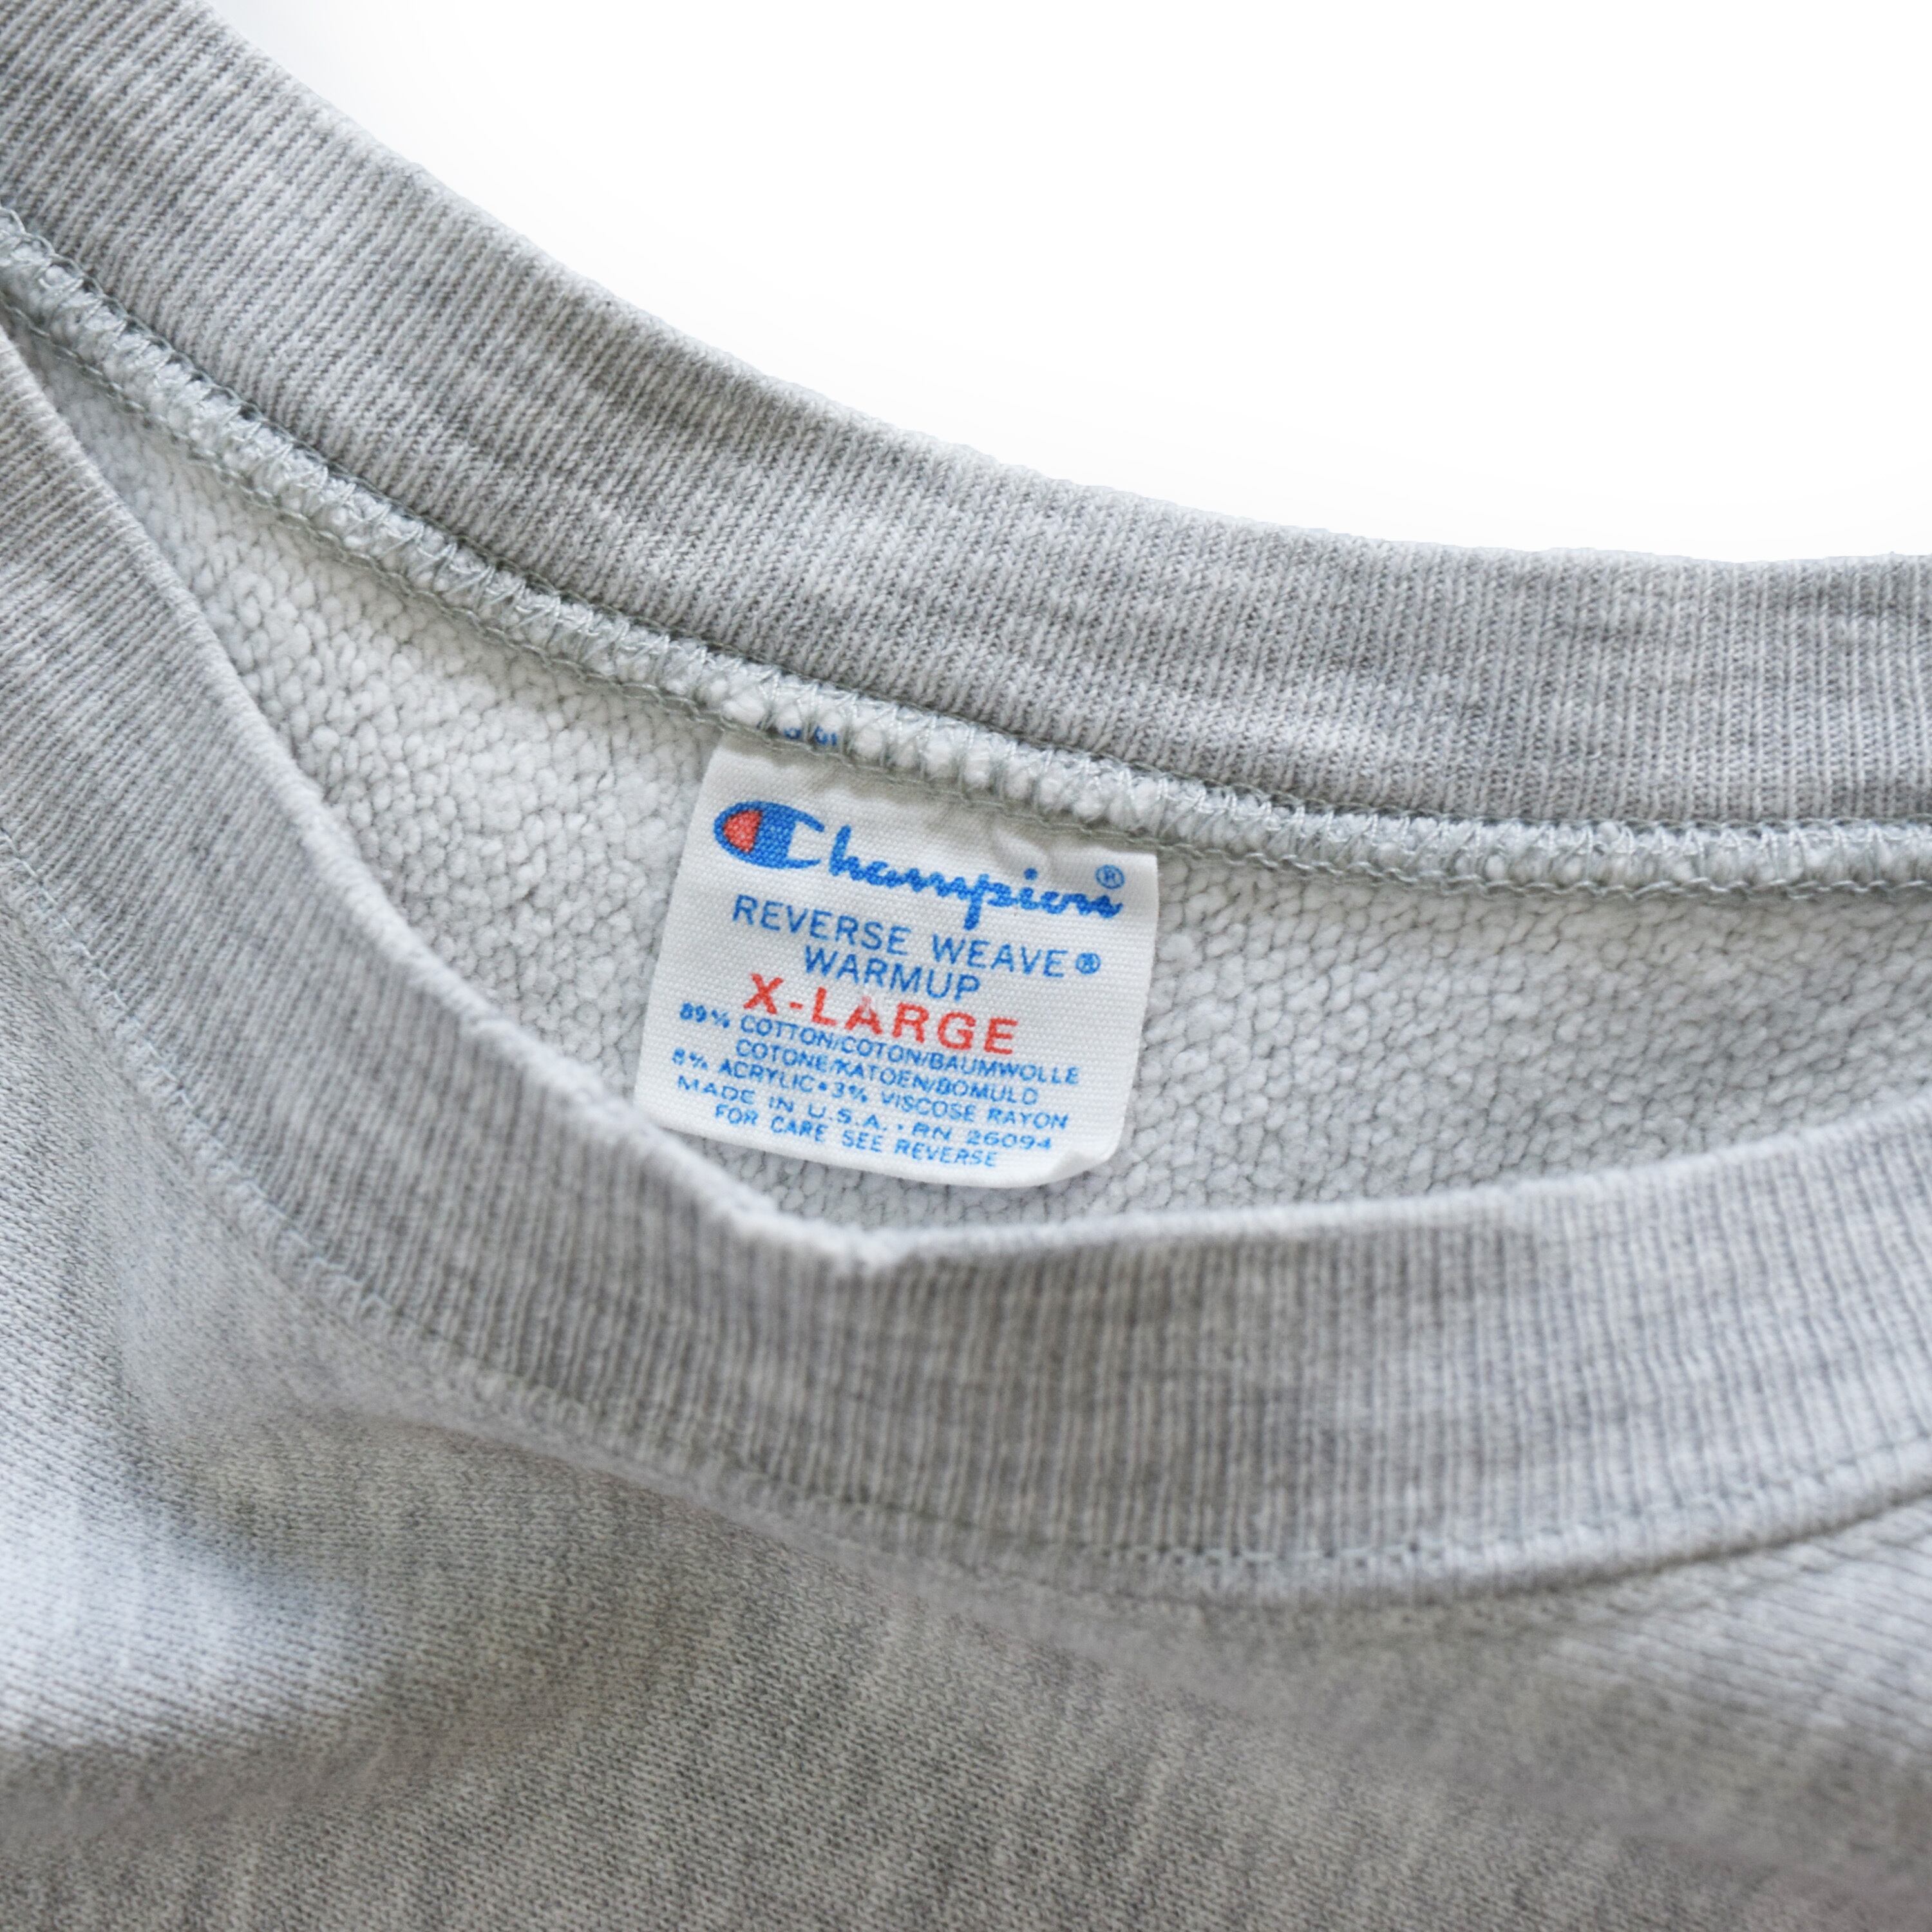 Champion®
REVERSE WEAVE®
WARMUP
X-LARGE
89% COTTON/COTON/BAUMWOLLE
COTONE/KATOEN/BOMULD
8% ACRYLIC•3% VISCOSE RAYON
MADE IN U.S.A. • RN 26094
FOR CARE SEE REVERSE